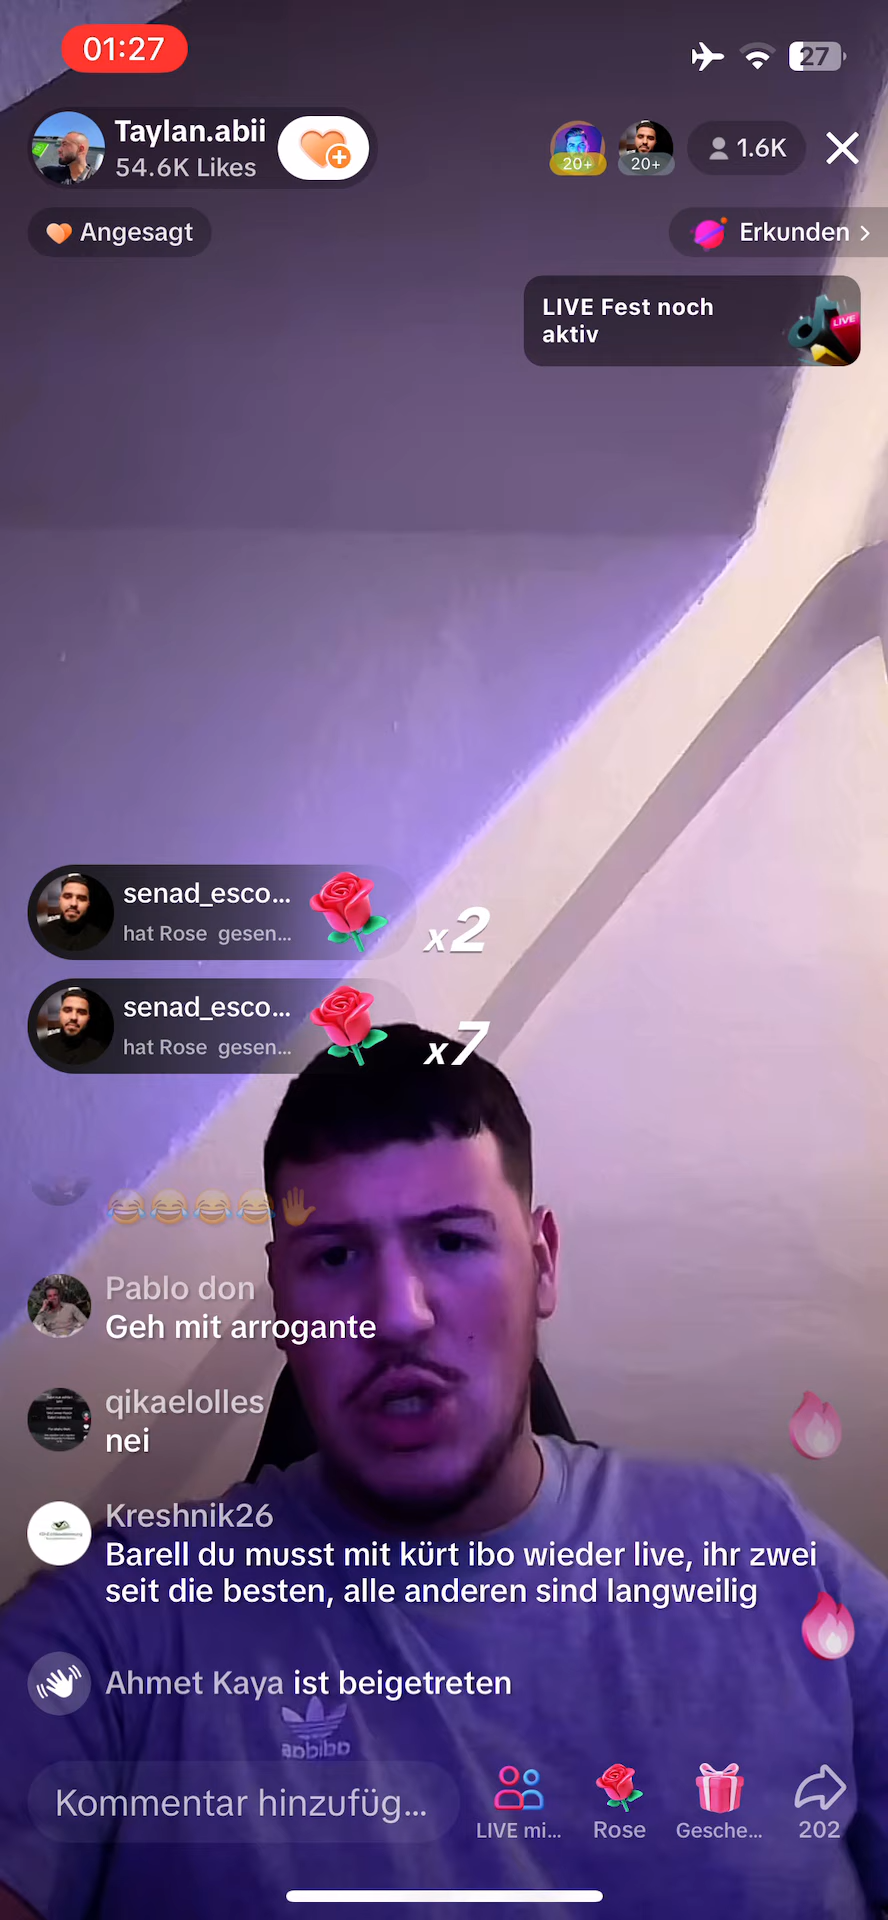 01:27
27
Taylan.abii
54.6K Likes
20+
20+
1.6K
Angesagt
Erkunden >
LIVE Fest noch
aktiv
LIVE
senad_esco...
hat Rose gesen...
x2
senad_esco...
hat Rose gesen...
x7
Pablo don
Geh mit arrogante
qikaelolles
nei
Kreshnik26
Barell du musst mit kürt ibo wieder live, ihr zwei
seit die besten, alle anderen sind langweilig
Ahmet Kaya ist beigetreten
adidas
Kommentar hinzufüg...
LIVE mi...
Rose
Gesche...
202